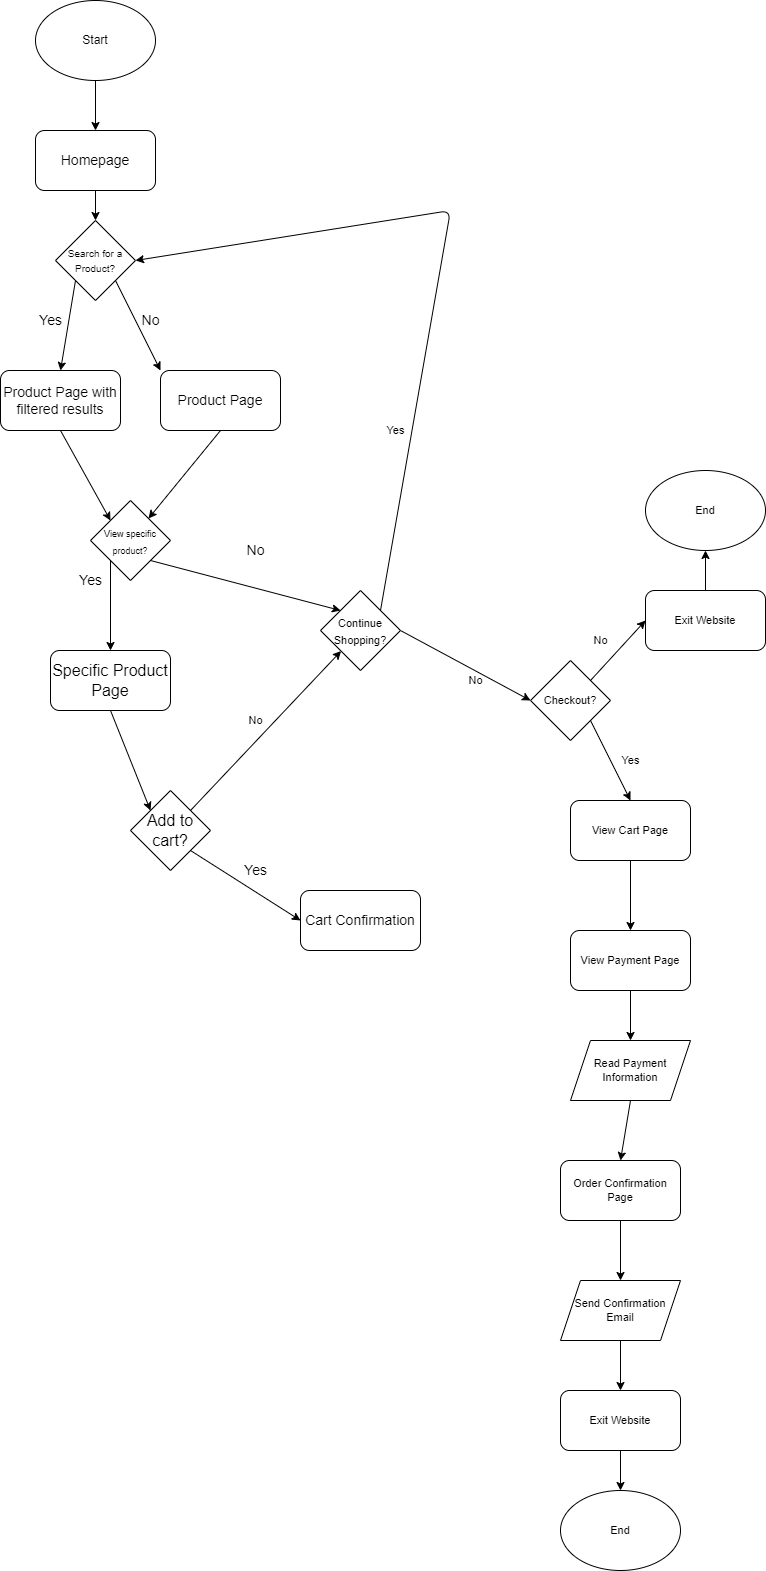 Start
Homepage
Search for a
Product?
Yes
No
Product Page with
filtered results
Product Page
View specific
product?
Yes
No
Specific Product
Page
Add to
cart?
No
Yes
Cart Confirmation
Continue
Shopping?
Yes
No
Checkout?
No
Exit Website
End
Yes
View Cart Page
View Payment Page
Read Payment
Information
Order Confirmation
Page
Send Confirmation
Email
Exit Website
End